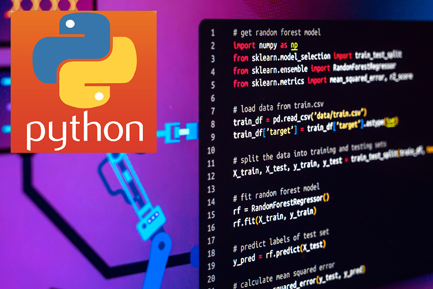 python
1 # get random forest model
2 import numpy as np
3 from sklearn.model_selection import train_test_split
4 from sklearn.ensemble import RandomForestRegressor
5 from sklearn.metrics import mean_squared_error, r2_score
6
7 # load data from train.csv
8 train_df = pd.read_csv("data/train.csv")
9 train_df['target'] = train_df['target'].astype(int)
10
11 # split the data into training and testing sets
12 X_train, X_test, y_train, y_test = train_test_split(train_df,
13
14 # fit random forest model
15 rf = RandomForestRegressor()
16 rf.fit(X_train, y_train)
17
18 # predict labels of test set
19 y_pred = rf.predict(X_test)
20
# calculate mean squared error
squared_error(y_test, y_pred)